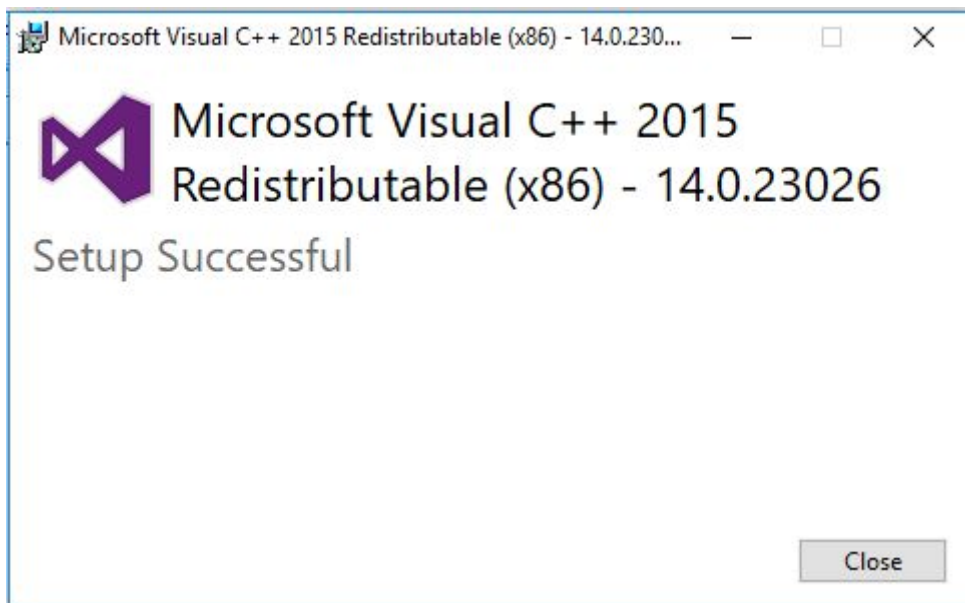 Microsoft Visual C++ 2015 Redistributable (x86) - 14.0.230...
Microsoft Visual C++ 2015
Redistributable (x86) - 14.0.23026
Setup Successful
Close